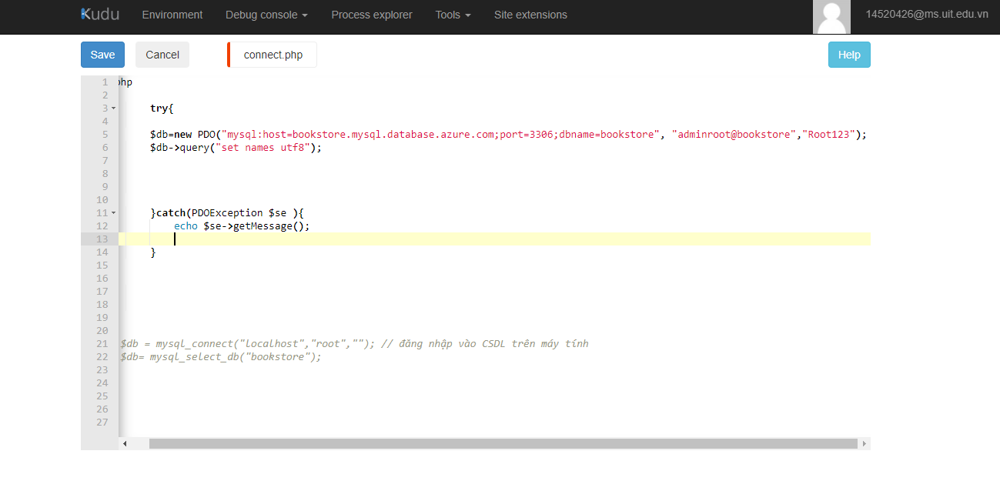 Kudu Environment Debug console Process explorer Tools Site extensions 14520426@ms.uit.edu.vn
Save Cancel connect.php Help
1 php
2
3 try{
4
5 $db=new PDO("mysql:host=bookstore.mysql.database.azure.com;port=3306;dbname=bookstore", "adminroot@bookstore","Root123");
6 $db->query("set names utf8");
7
8
9
10
11 }catch(PDOException $se ){
12 echo $se->getMessage();
13
14 }
15
16
17
18
19
20
21 $db = mysql_connect("localhost","root",""); // đăng nhập vào CSDL trên máy tính
22 $db= mysql_select_db("bookstore");
23
24
25
26
27